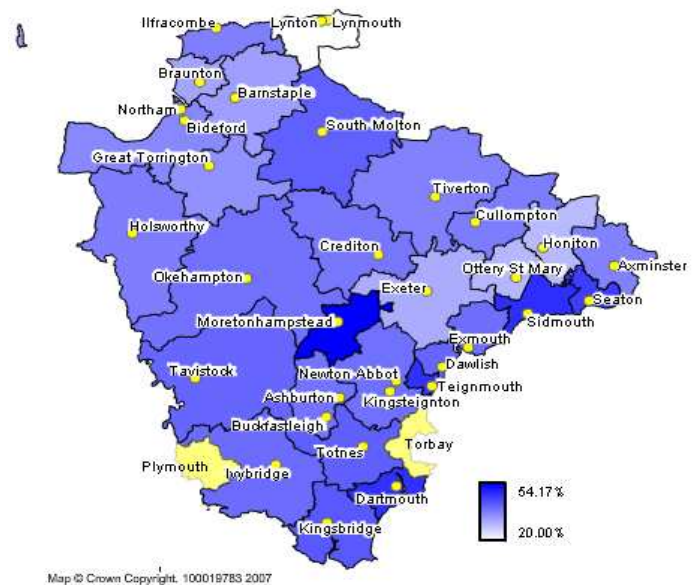 Ilfracombe
Lynton
Lynmouth
Braunton
Barnstaple
Northam
Bideford
South Molton
Great Torrington
Tiverton
Cullompton
Holsworthy
Crediton
Honiton
Okehampton
Exeter
Ottery St Mary
Axminster
Seaton
Moretonhampstead
Sidmouth
Exmouth
Tavistock
Newton Abbot
Dawlish
Teignmouth
Ashburton
Kingsteignton
Buckfastleigh
Totnes
Torbay
Plymouth
Ivybridge
Dartmouth
Kingsbridge
54.17%
20.00%
Map © Crown Copyright. 100019783 2007